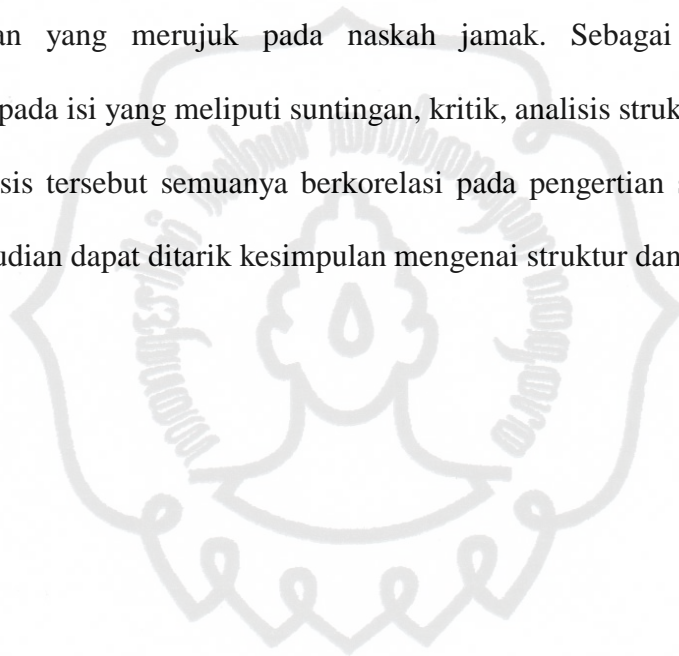 an yang merujuk pada naskah jamak. Sebagai
pada isi yang meliputi suntingan, kritik, analisis struk
sis tersebut semuanya berkorelasi pada pengertian s
udian dapat ditarik kesimpulan mengenai struktur dan